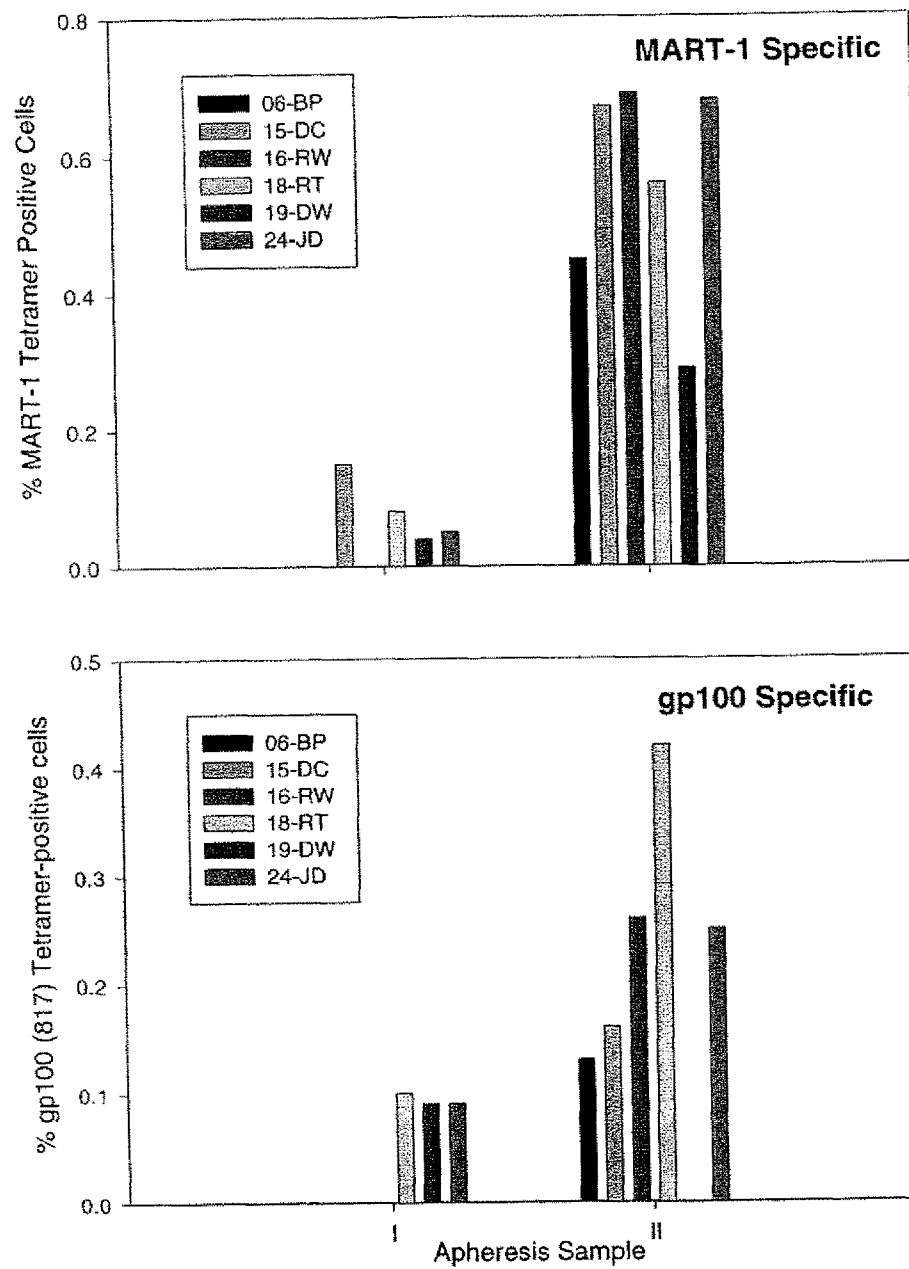 MART-1 Specific
% MART-1 Tetramer Positive Cells
0.8
0.6
0.4
0.2
0.0
06-BP
15-DC
16-RW
18-RT
19-DW
24-JD
gp100 Specific
% gp100 (817) Tetramer-positive cells
0.5
0.4
0.3
0.2
0.1
0.0
06-BP
15-DC
16-RW
18-RT
19-DW
24-JD
I
II
Apheresis Sample